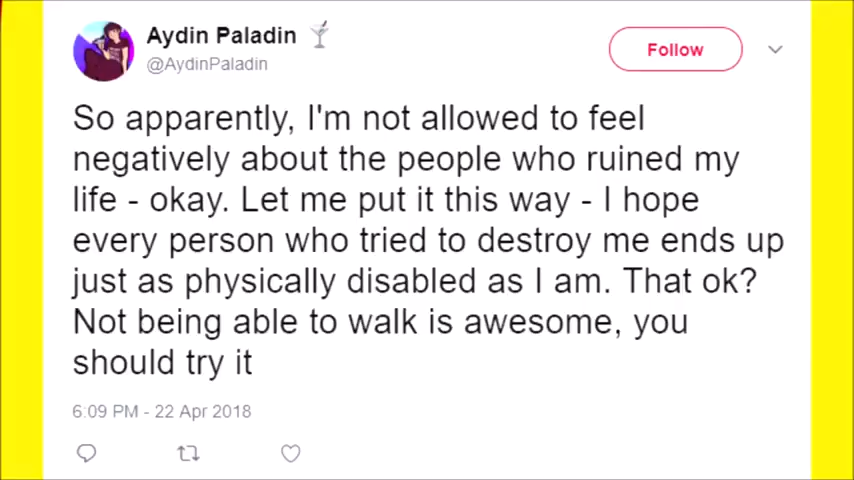 Aydin Paladin
@AydinPaladin
Follow
So apparently, I'm not allowed to feel
negatively about the people who ruined my
life - okay. Let me put it this way - I hope
every person who tried to destroy me ends up
just as physically disabled as I am. That ok?
Not being able to walk is awesome, you
should try it
6:09 PM - 22 Apr 2018